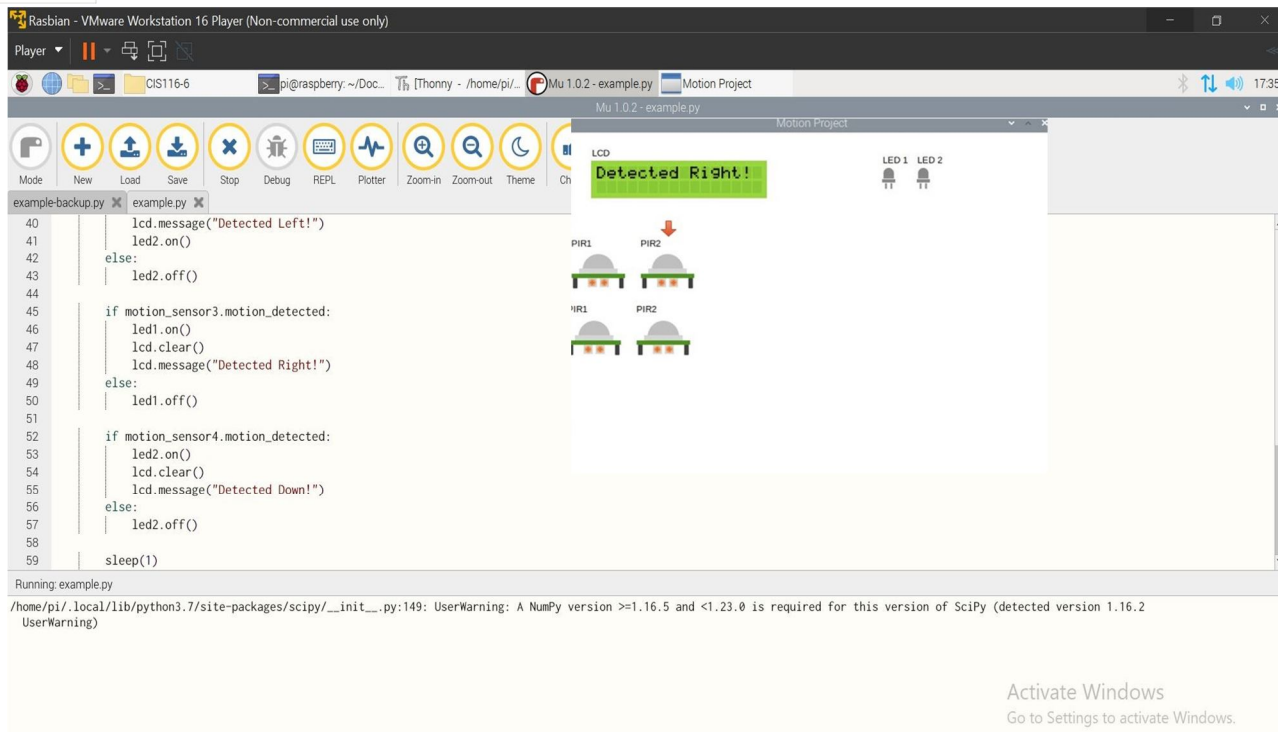 Rasbian - VMware Workstation 16 Player (Non-commercial use only)
Player
CIS116-6 pi@raspberry: ~/Doc... [Thonny - /home/pi/... Mu 1.0.2 - example.py Motion Project 17:35
Mu 1.0.2 - example.py
Motion Project
Mode New Load Save Stop Debug REPL Plotter Zoom-in Zoom-out Theme Ch
LCD
LED 1 LED 2
Detected Right!
example-backup.py example.py
PIR1 PIR2
PIR1 PIR2
40 lcd.message("Detected Left!")
41 led2.on()
42 else:
43 led2.off()
44
45 if motion_sensor3.motion_detected:
46 led1.on()
47 lcd.clear()
48 lcd.message("Detected Right!")
49 else:
50 led1.off()
51
52 if motion_sensor4.motion_detected:
53 led2.on()
54 lcd.clear()
55 lcd.message("Detected Down!")
56 else:
57 led2.off()
58
59 sleep(1)
Running: example.py
/home/pi/.local/lib/python3.7/site-packages/scipy/__init__.py:149: UserWarning: A NumPy version >=1.16.5 and <1.23.0 is required for this version of SciPy (detected version 1.16.2
UserWarning)
Activate Windows
Go to Settings to activate Windows.